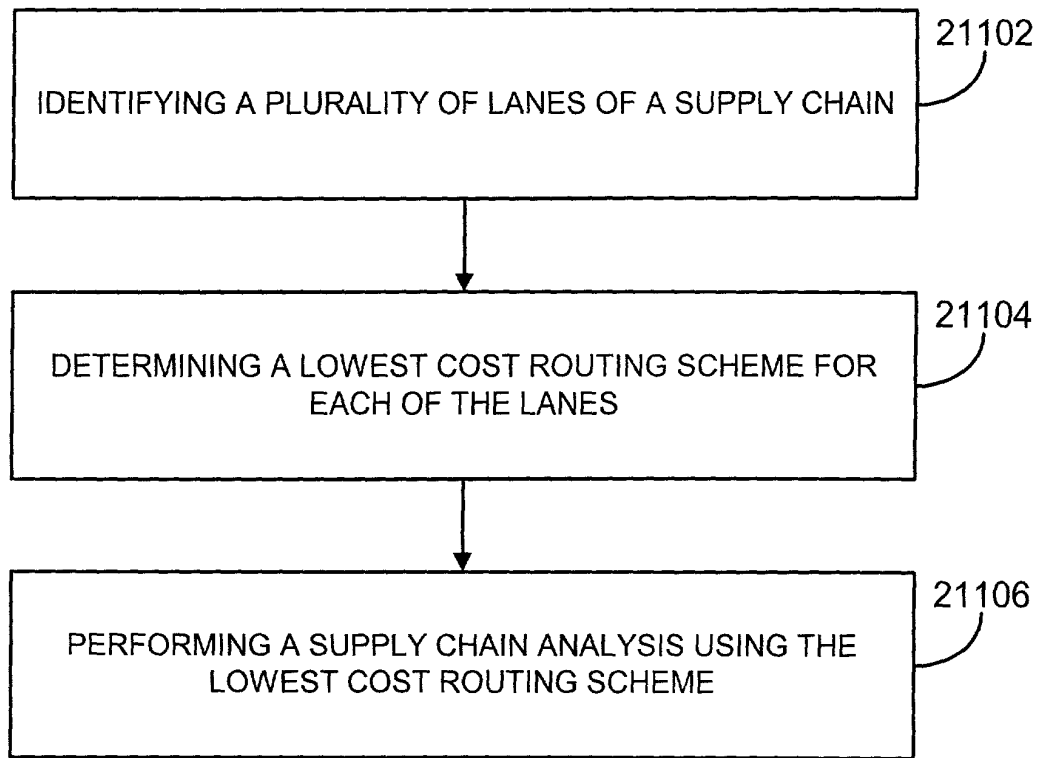 21102
IDENTIFYING A PLURALITY OF LANES OF A SUPPLY CHAIN
21104
DETERMINING A LOWEST COST ROUTING SCHEME FOR
EACH OF THE LANES
21106
PERFORMING A SUPPLY CHAIN ANALYSIS USING THE
LOWEST COST ROUTING SCHEME